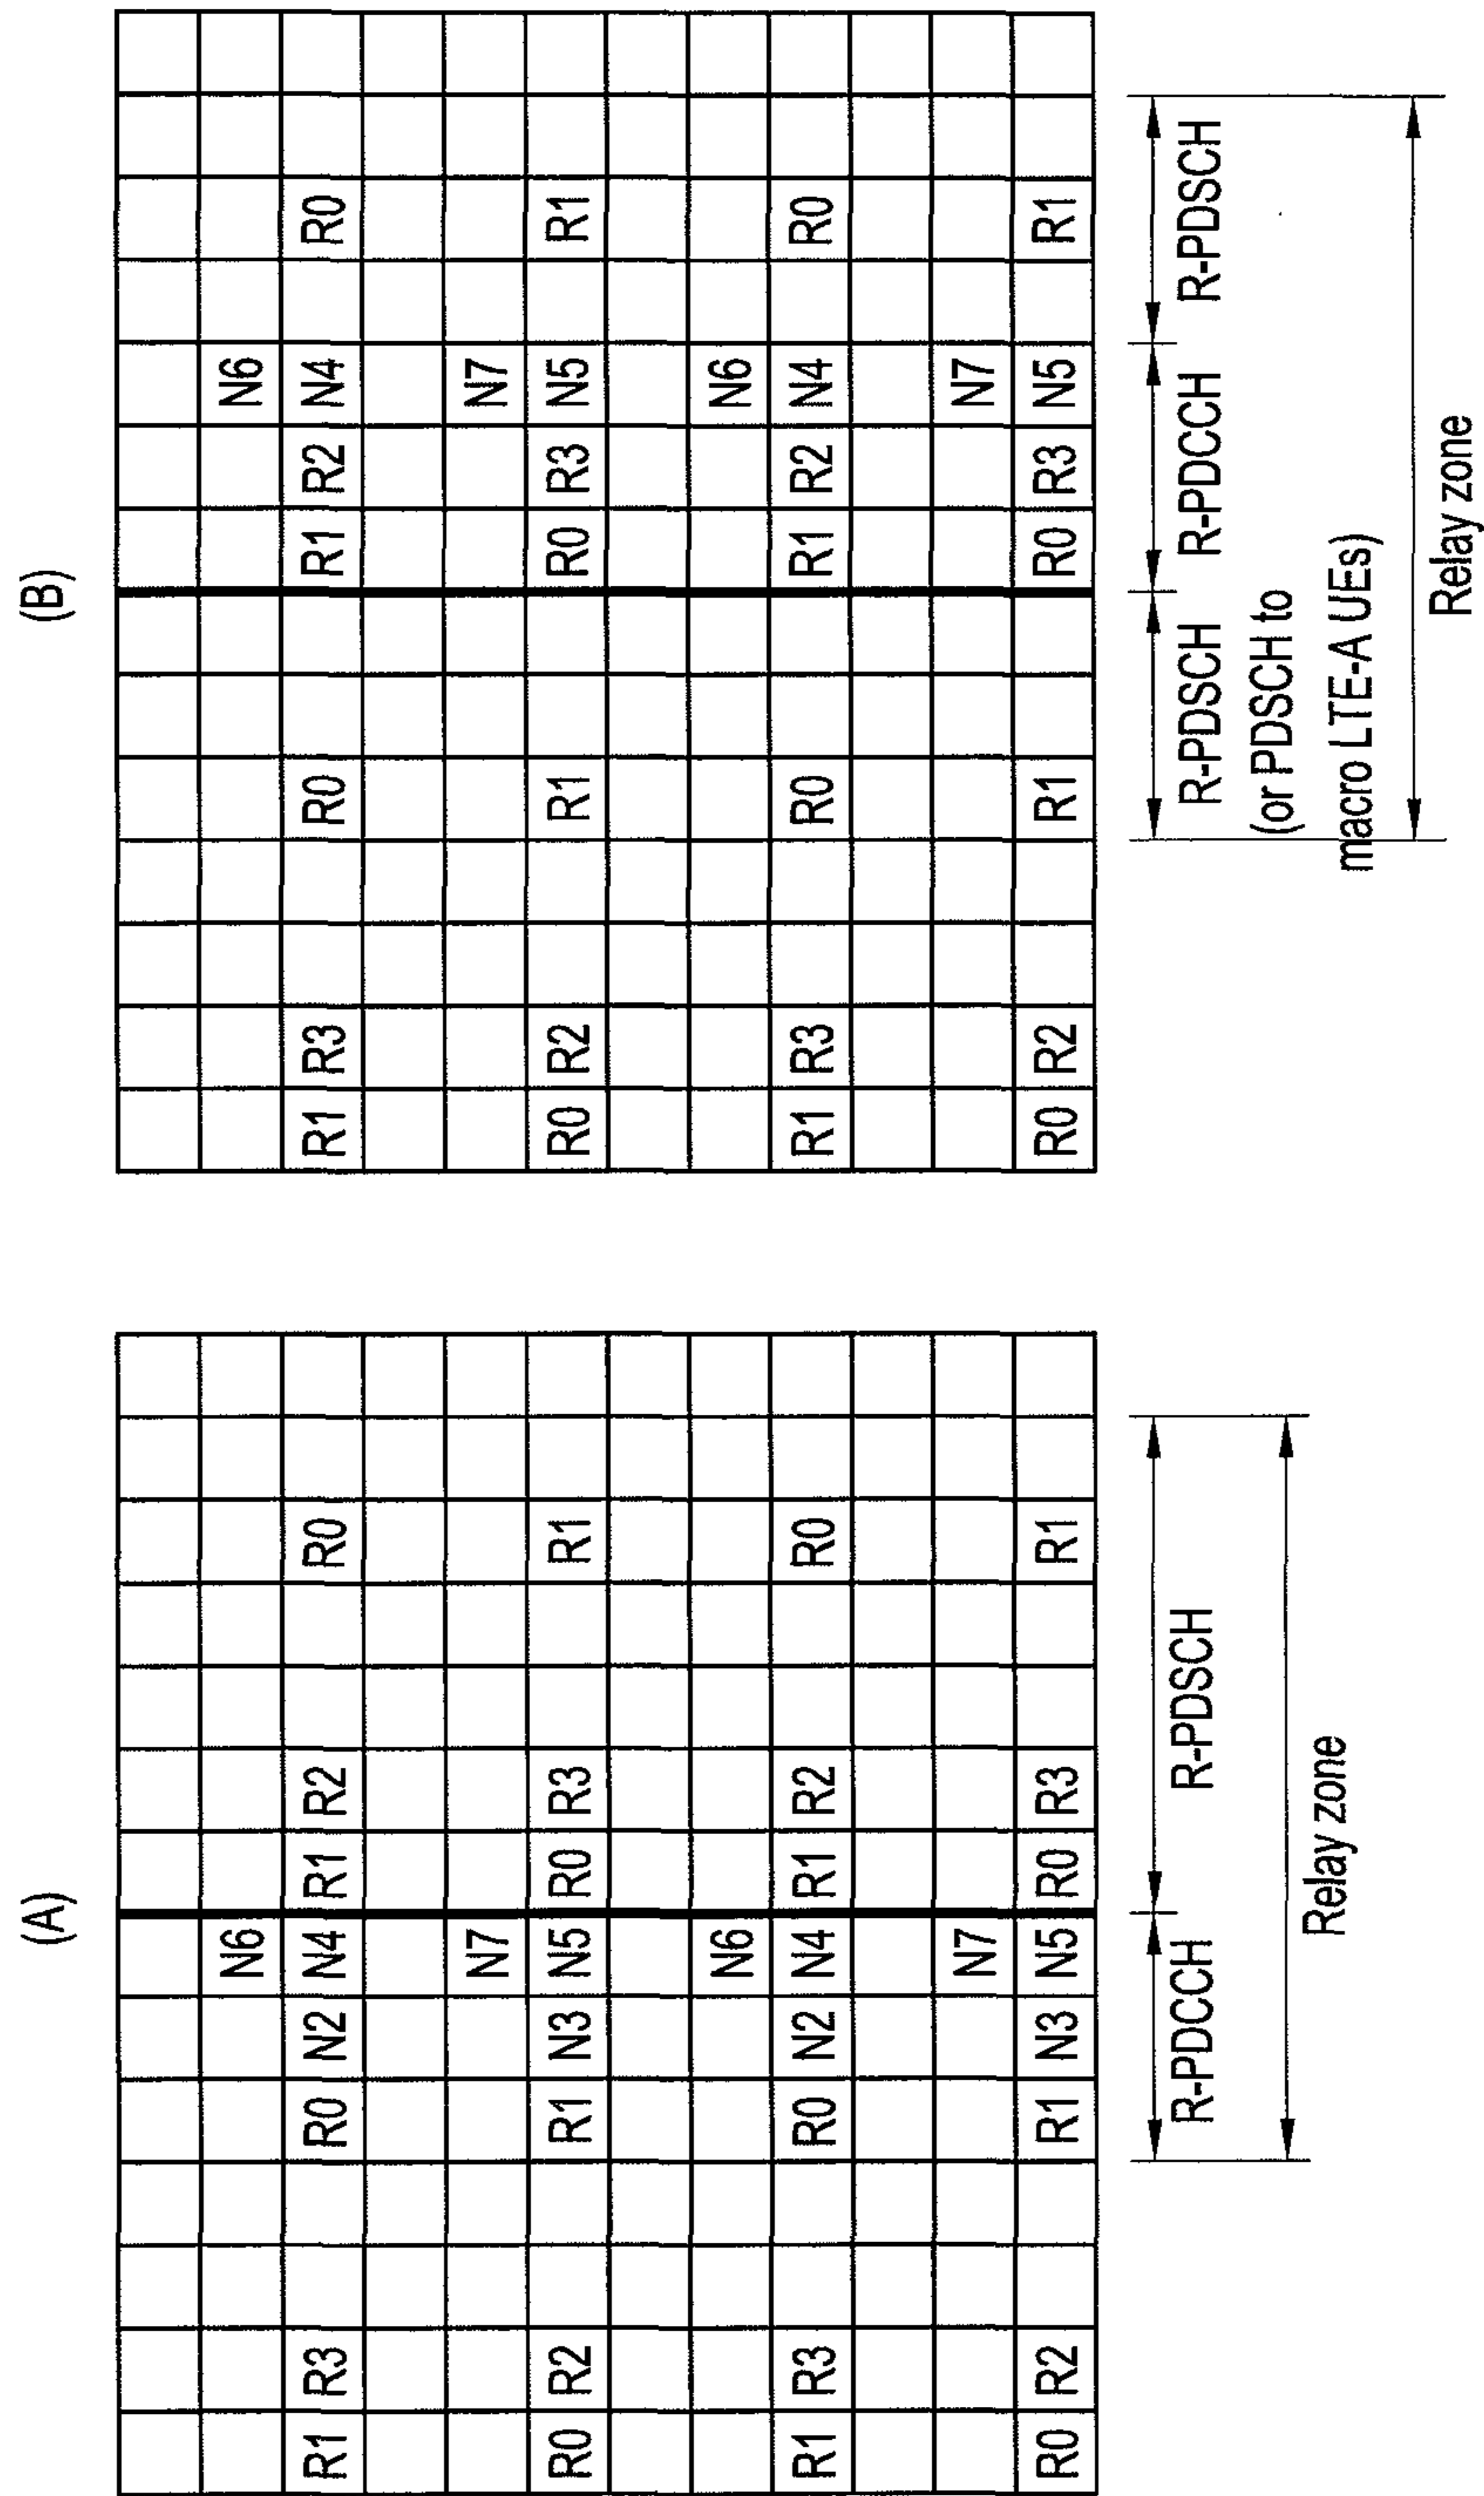 (A)
N6
R1 R3 R0 N2 N4 R1 R2 R0
N7
R0 R2 R1 N3 N5 R0 R3 R1
N6
R1 R3 R0 N2 N4 R1 R2 R0
N7
R0 R2 R1 N3 N5 R0 R3 R1
R-PDCCH R-PDSCH
Relay zone
(B)
N6
R1 R3 R0 R1 R2 N4 R0
N7
R0 R2 R1 R0 R3 N5 R1
N6
R1 R3 R0 R1 R2 N4 R0
N7
R0 R2 R1 R0 R3 N5 R1
R-PDSCH R-PDCCH R-PDSCH
(or PDSCH to
macro LTE-A UEs)
Relay zone